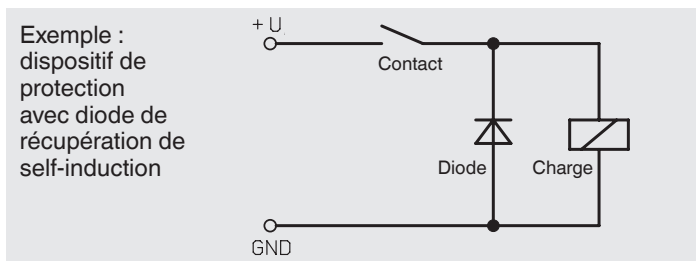 Exemple :
dispositif de
protection
avec diode de
récupération de
self-induction
+ U
Contact
Diode
Charge
GND